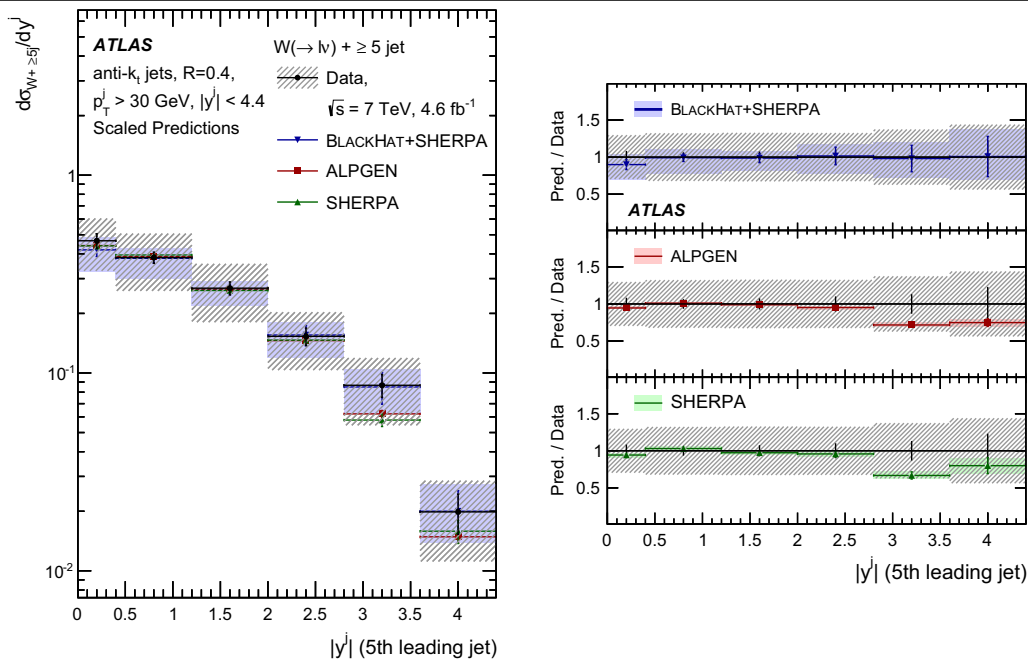 dσ_{W+ ≥5j}/dy^j
ATLAS
anti-k_t jets, R=0.4,
p_T^j > 30 GeV, |y^j| < 4.4
Scaled Predictions
W(→ lν) + ≥ 5 jet
Data,
√s = 7 TeV, 4.6 fb^{-1}
BLACKHAT+SHERPA
ALPGEN
SHERPA
1
10^{-1}
10^{-2}
0 0.5 1 1.5 2 2.5 3 3.5 4
|y^j| (5th leading jet)
Pred. / Data
1.5
1
0.5
BLACKHAT+SHERPA
ATLAS
Pred. / Data
1.5
1
0.5
ALPGEN
Pred. / Data
1.5
1
0.5
SHERPA
0 0.5 1 1.5 2 2.5 3 3.5 4
|y^j| (5th leading jet)